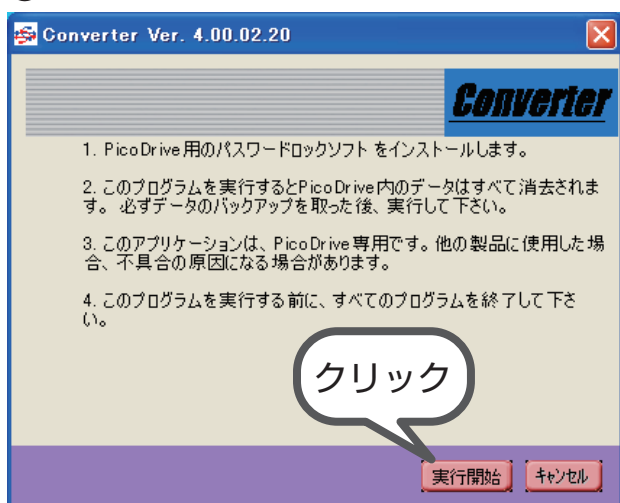 Converter Ver. 4.00.02.20
Converter
1. PicoDrive用のパスワードロックソフト をインストールします。
2. このプログラムを実行するとPicoDrive内のデータはすべて消去されま
す。 必ずデータのバックアップを取った後、実行して下さい。
3. このアプリケーションは、PicoDrive専用です。他の製品に使用した場
合、不具合の原因になる場合があります。
4. このプログラムを実行する前に、すべてのプログラムを終了して下さ
い。
クリック
実行開始 キャンセル